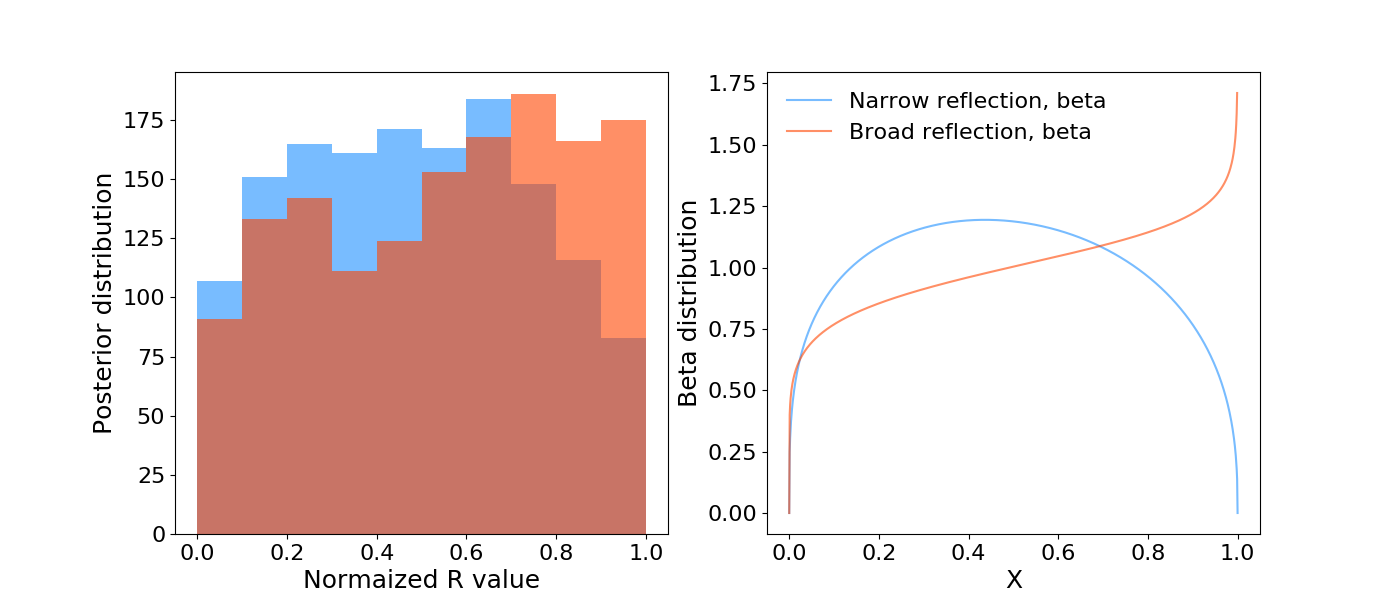 Posterior distribution
175
150
125
100
75
50
25
0
0.0 0.2 0.4 0.6 0.8 1.0
Normaized R value
Beta distribution
1.75
1.50
1.25
1.00
0.75
0.50
0.25
0.00
Narrow reflection, beta
Broad reflection, beta
0.0 0.2 0.4 0.6 0.8 1.0
X